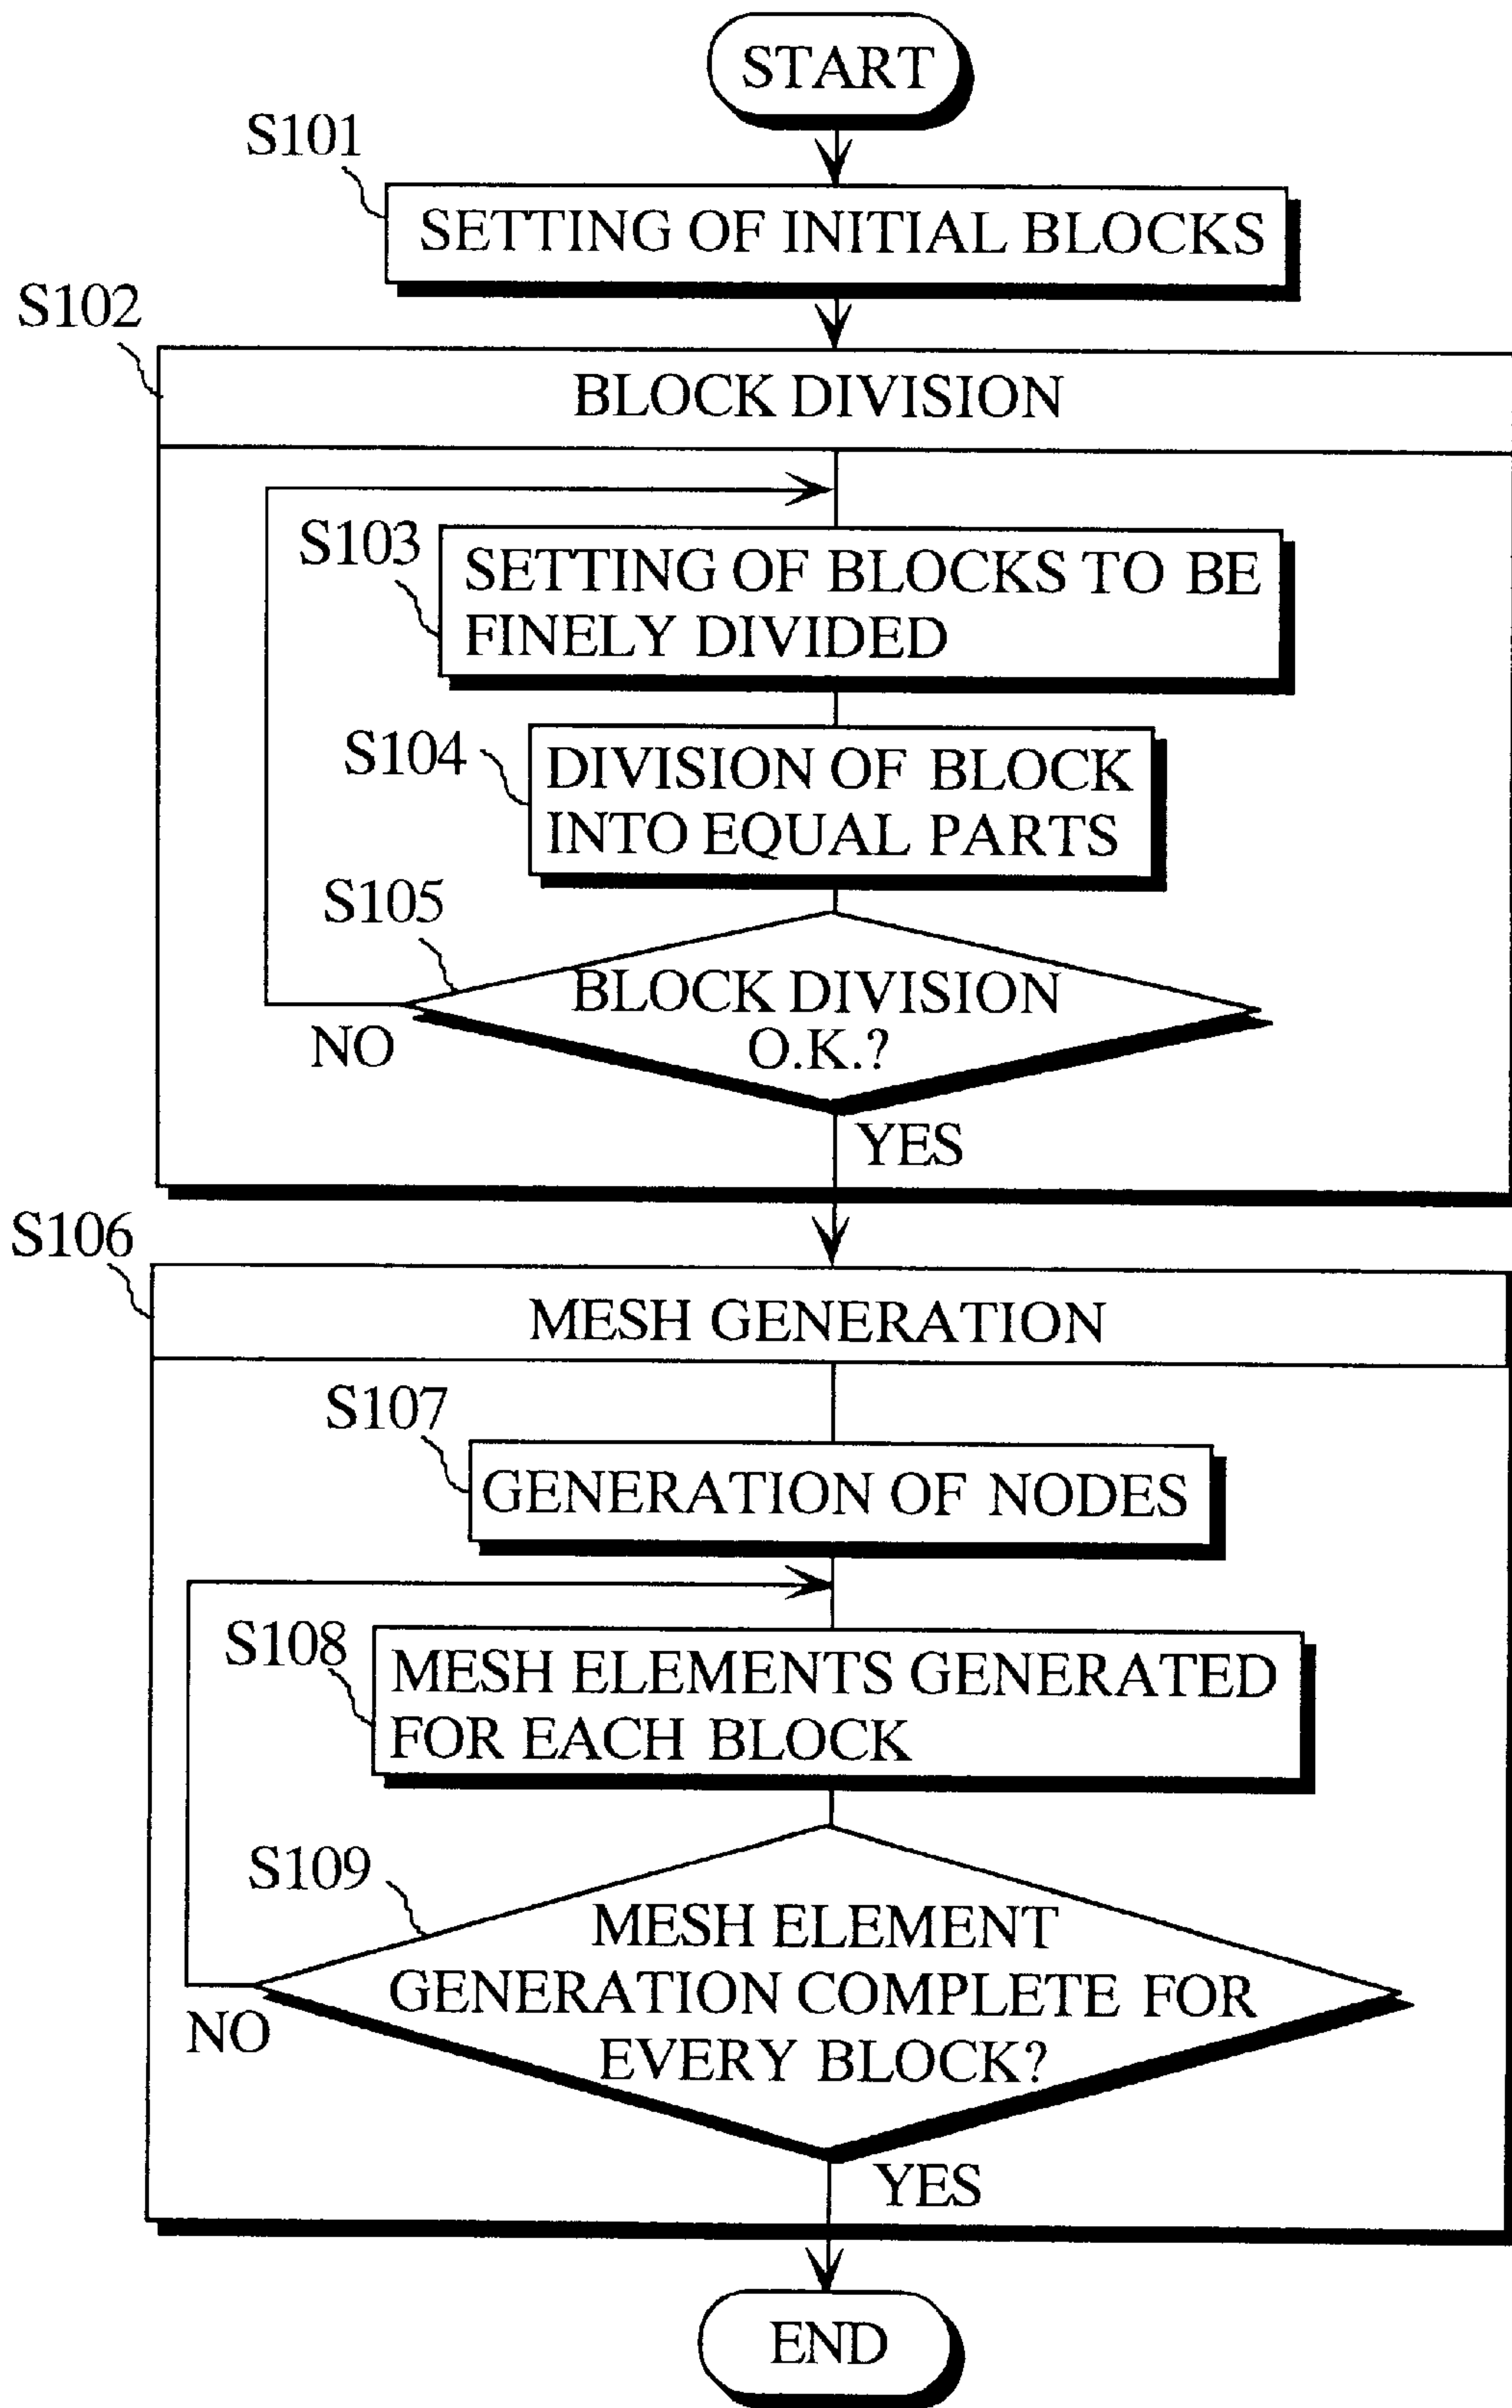 START
S101
SETTING OF INITIAL BLOCKS
S102
BLOCK DIVISION
S103
SETTING OF BLOCKS TO BE
FINELY DIVIDED
S104
DIVISION OF BLOCK
INTO EQUAL PARTS
S105
BLOCK DIVISION
O.K.?
NO
YES
S106
MESH GENERATION
S107
GENERATION OF NODES
S108
MESH ELEMENTS GENERATED
FOR EACH BLOCK
S109
MESH ELEMENT
GENERATION COMPLETE FOR
EVERY BLOCK?
NO
YES
END